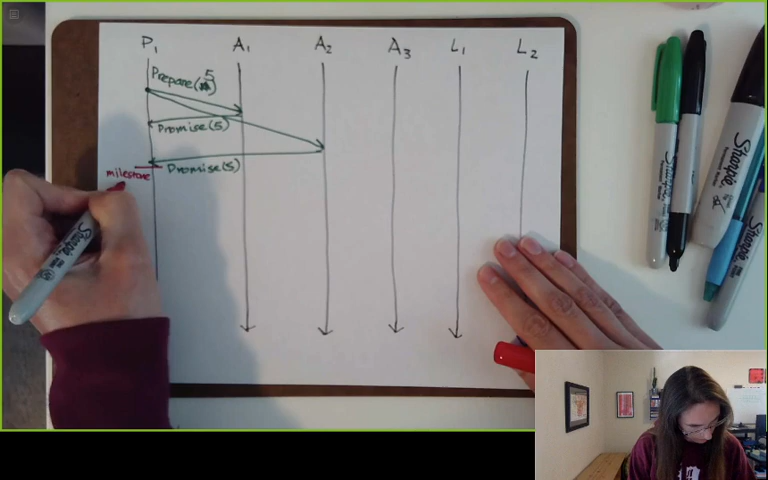 P1 A1 A2 A3 L1 L2
5
Prepare( )
Promise(5)
Promise(5)
milestone
Sharpie
Sharpie
Sharpie